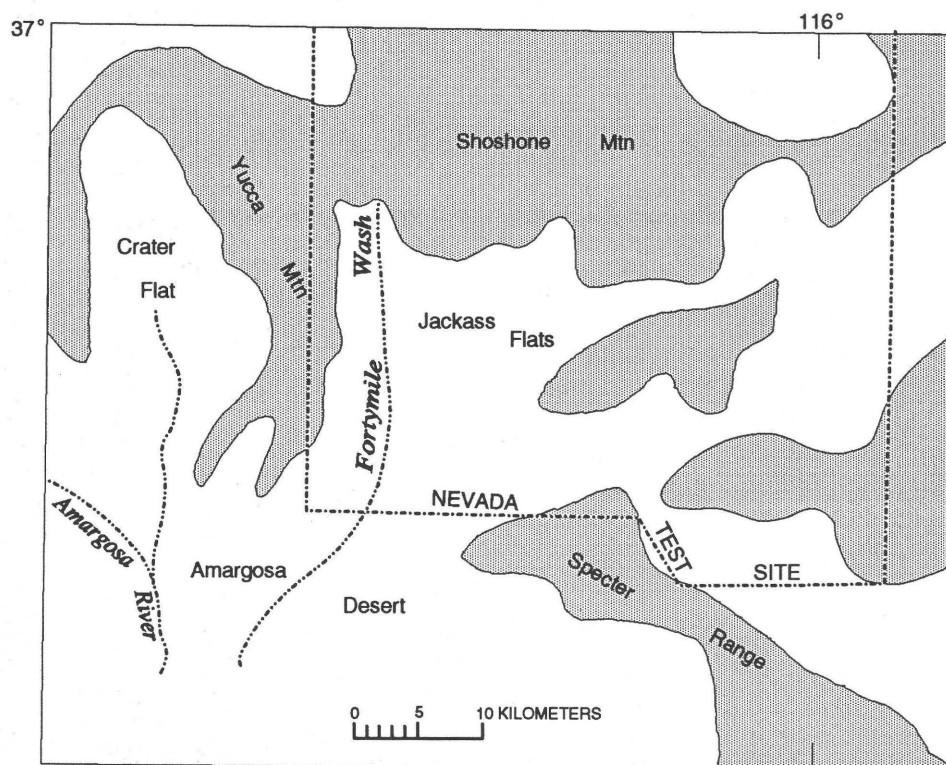 37°
116°
Shoshone Mtn
Yucca
Mtn
Crater
Flat
Wash
Fortymile
Jackass
Flats
NEVADA
TEST
SITE
Amargosa
River
Amargosa
Desert
Specter
Range
0 5 10 KILOMETERS